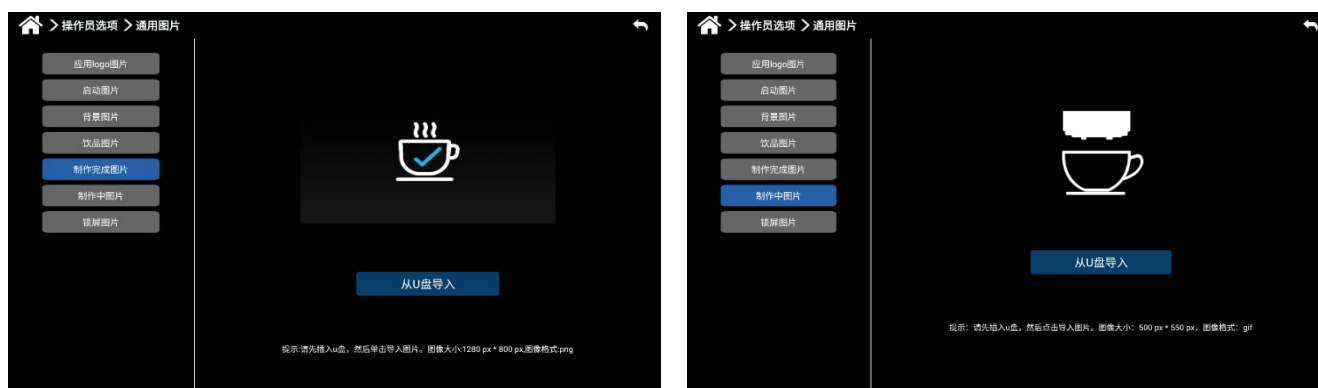 操作员选项 通用图片
应用logo图片
启动图片
背景图片
饮品图片
制作完成图片
制作中图片
锁屏图片
从U盘导入
提示:请先插入u盘，然后单击导入图片。图像大小:1280 px * 800 px,图像格式:png
操作员选项 通用图片
应用logo图片
启动图片
背景图片
饮品图片
制作完成图片
制作中图片
锁屏图片
从U盘导入
提示：请先插入u盘，然后点击导入图片。图像大小：500 px * 550 px，图像格式：gif